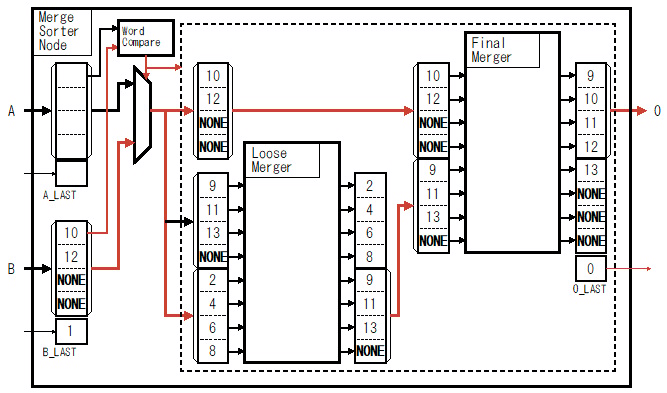 Merge
Sorter
Node
Word
Compare
A
A_LAST
B
10
12
NONE
NONE
1
B_LAST
10
12
NONE
NONE
Loose
Merger
9
11
13
NONE
2
4
6
8
2
4
6
8
9
11
13
NONE
Final
Merger
10
12
NONE
NONE
9
11
13
NONE
9
10
11
12
13
NONE
NONE
NONE
0
O_LAST
O